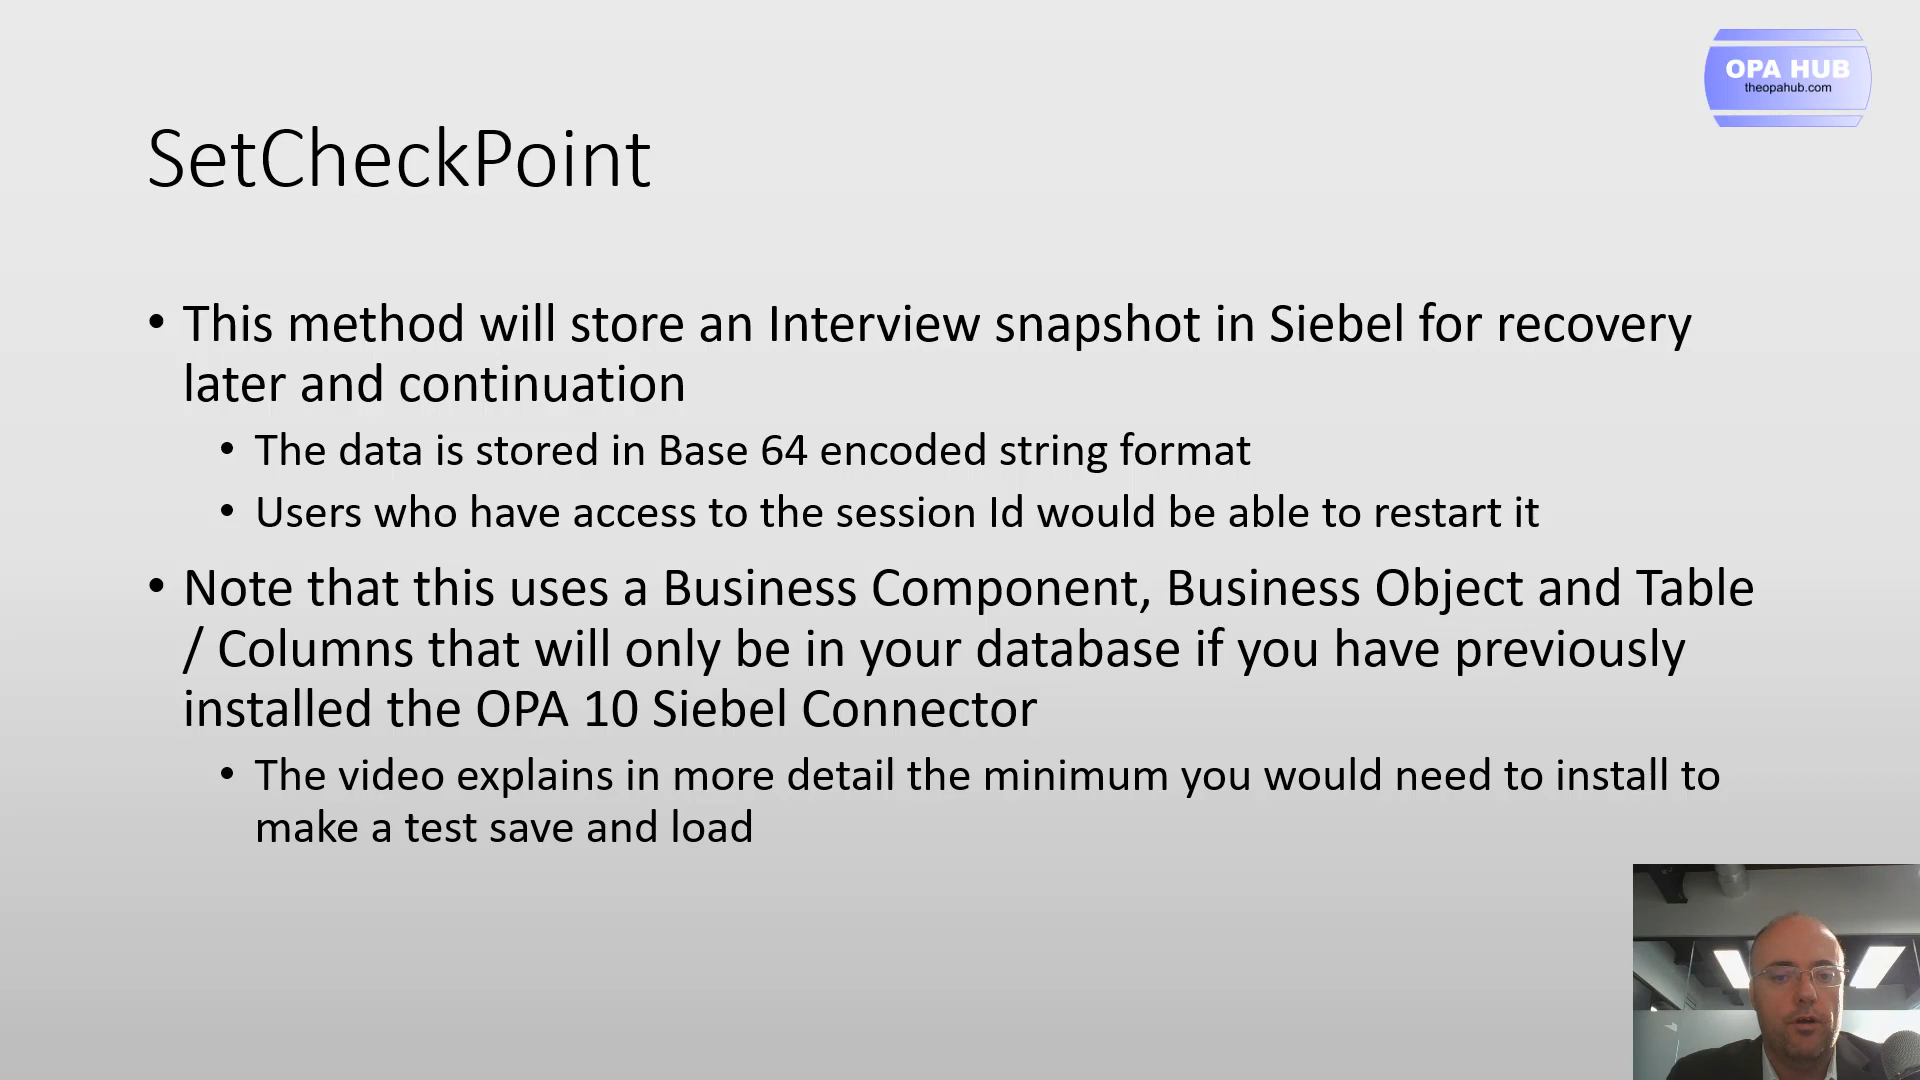 OPA HUB
theopahub.com
SetCheckPoint
• This method will store an Interview snapshot in Siebel for recovery
later and continuation
• The data is stored in Base 64 encoded string format
• Users who have access to the session Id would be able to restart it
• Note that this uses a Business Component, Business Object and Table
/ Columns that will only be in your database if you have previously
installed the OPA 10 Siebel Connector
• The video explains in more detail the minimum you would need to install to
make a test save and load